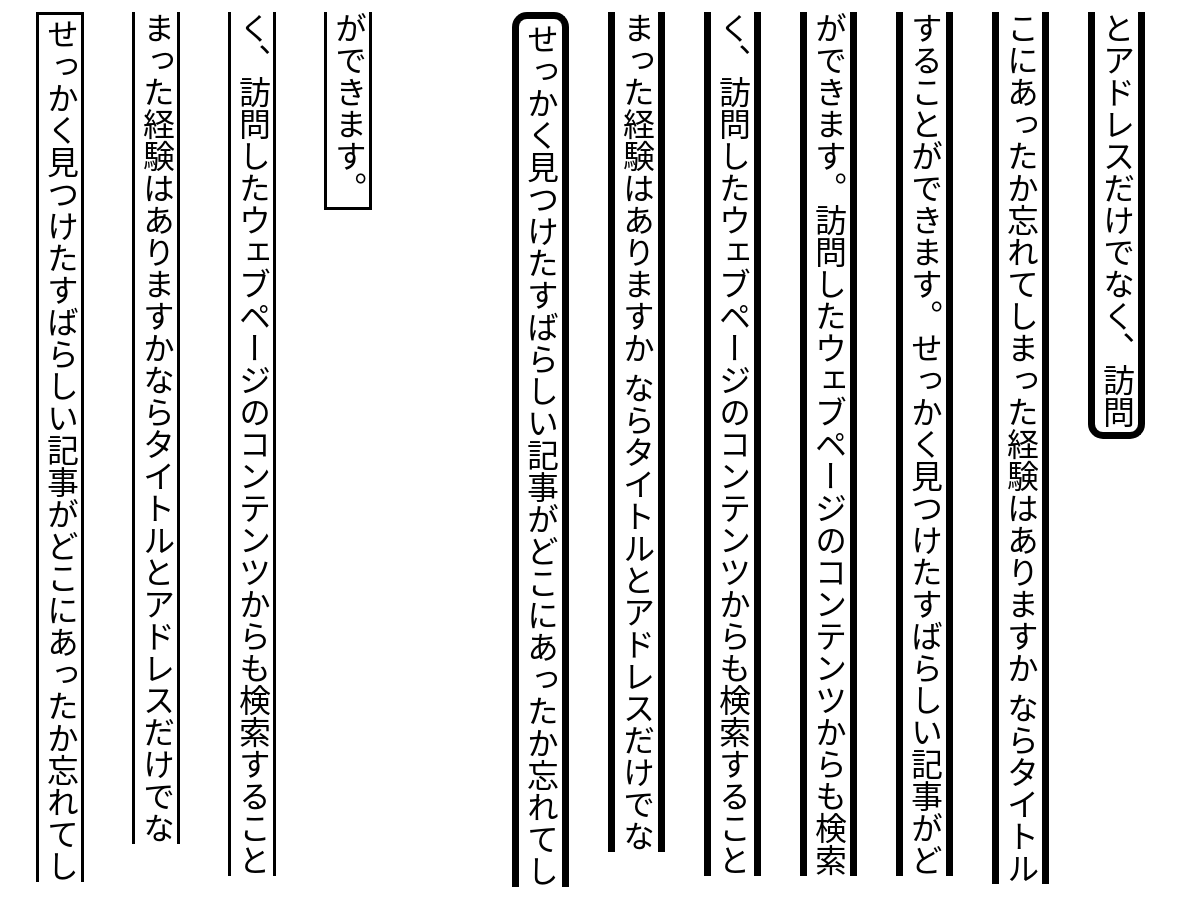 せっかく見つけたすばらしい記事がどこにあったか忘れてし
まった経験はありますかならタイトルとアドレスだけでな
く、訪問したウェブページのコンテンツからも検索すること
ができます。
せっかく見つけたすばらしい記事がどこにあったか忘れてし
まった経験はありますか ならタイトルとアドレスだけでな
く、訪問したウェブページのコンテンツからも検索すること
ができます。訪問したウェブページのコンテンツからも検索
することができます。せっかく見つけたすばらしい記事がど
こにあったか忘れてしまった経験はありますか ならタイトル
とアドレスだけでなく、訪問